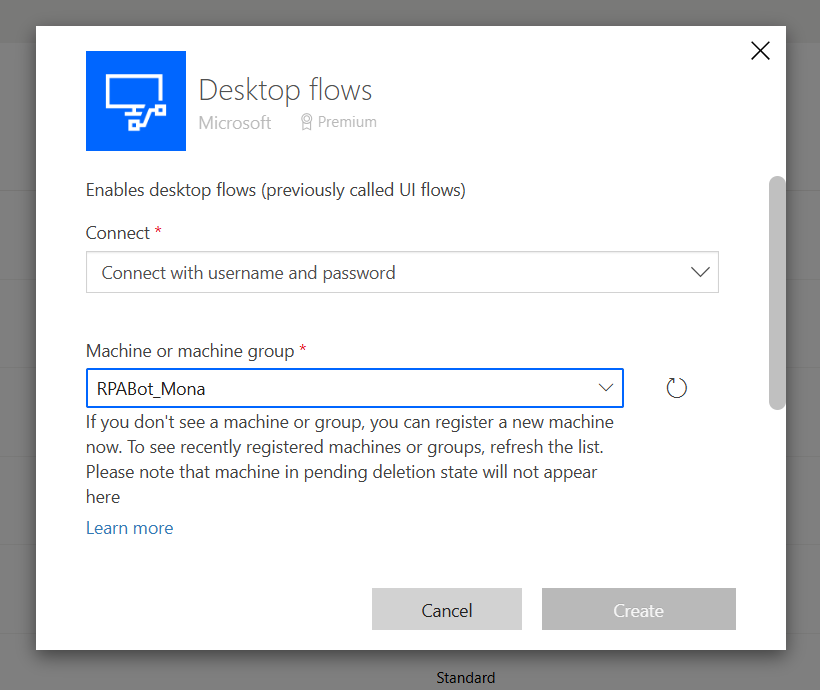 Desktop flows
Microsoft
Premium
Enables desktop flows (previously called UI flows)
Connect *
Connect with username and password
Machine or machine group *
RPABot_Mona
If you don't see a machine or group, you can register a new machine
now. To see recently registered machines or groups, refresh the list.
Please note that machine in pending deletion state will not appear
here
Learn more
Cancel
Create
Standard